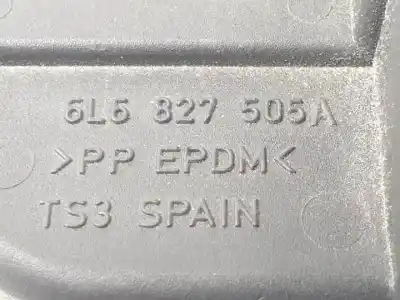 6L6 827 505A
>PP EPDM<
TS3 SPAIN